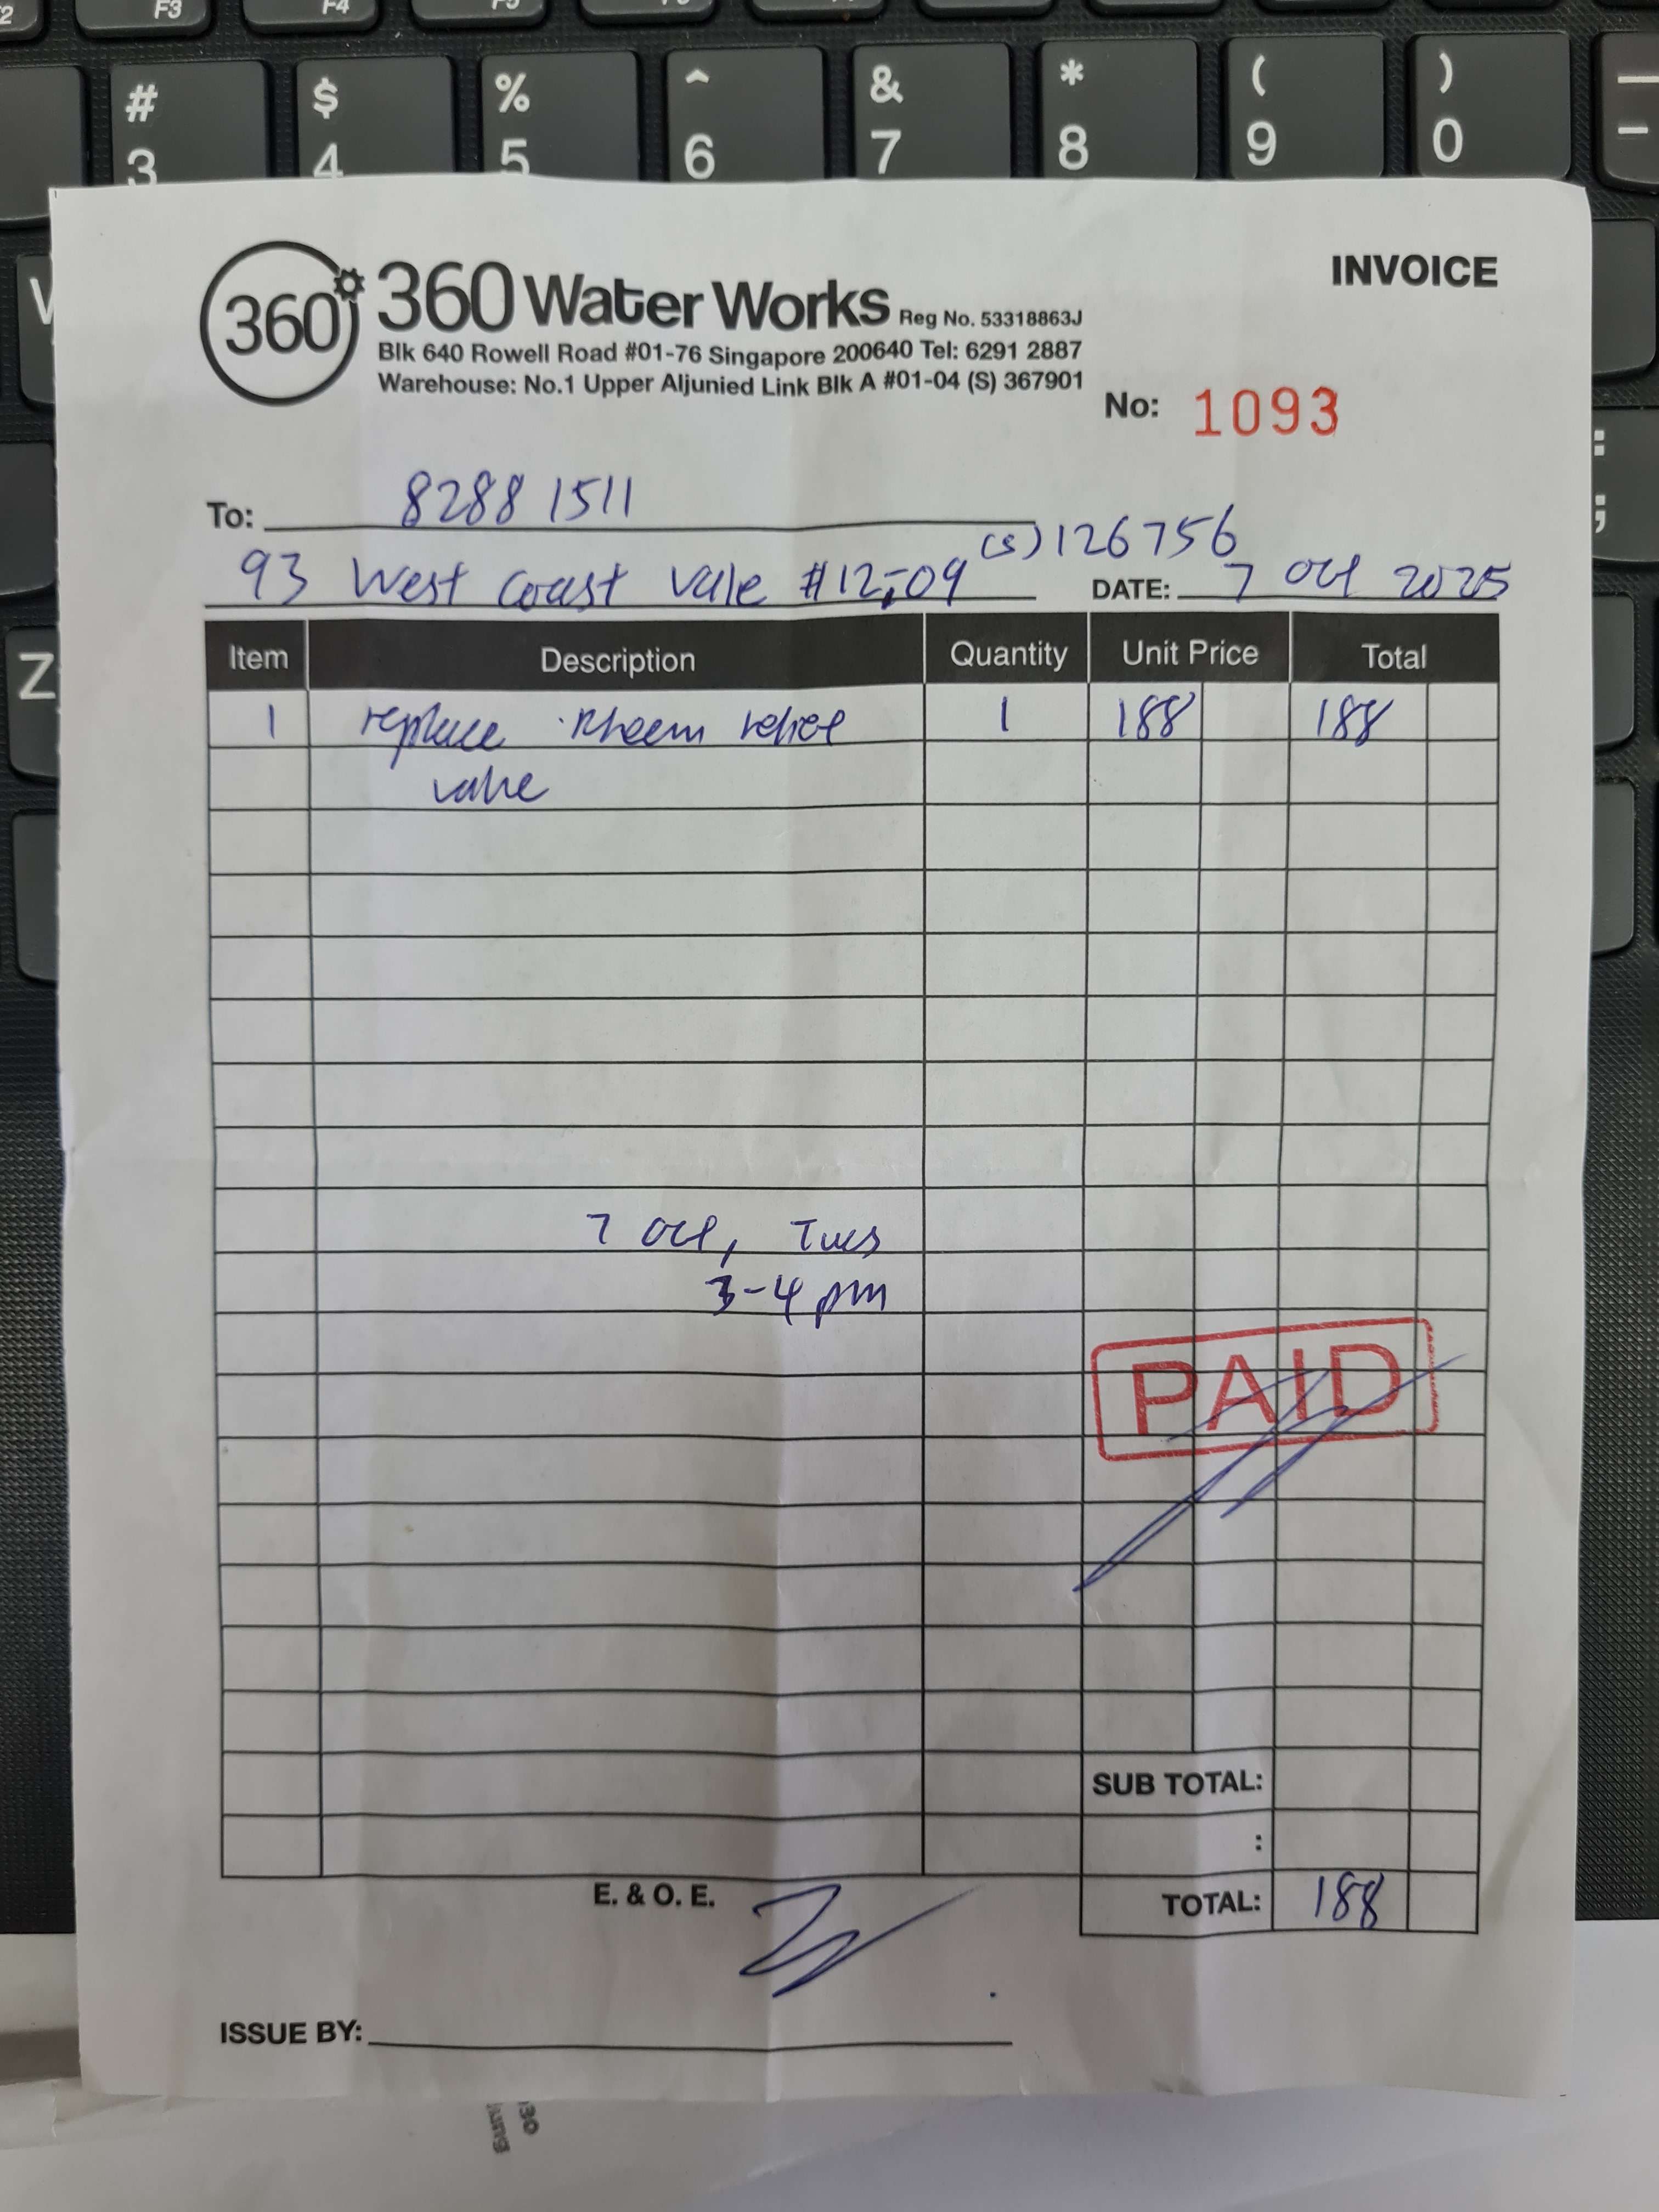 F3 F4
# $ % ^ & * ( )
3 4 5 6 7 8 9 0 -
360
360 Water Works Reg No. 53318863J
INVOICE
Blk 640 Rowell Road #01-76 Singapore 200640 Tel: 6291 2887
Warehouse: No.1 Upper Aljunied Link Blk A #01-04 (S) 367901
No: 1093
To: 8288 1511
93 West Coast Vale #12-09 (S) 126756
DATE: 7 Oct 2025
Item Description Quantity Unit Price Total
1 replace Rheem relief 1 188 188
valve
7 Oct, Tues
3-4 pm
PAID
SUB TOTAL:
:
E. & O. E.
TOTAL: 188
ISSUE BY:
Z
:
;